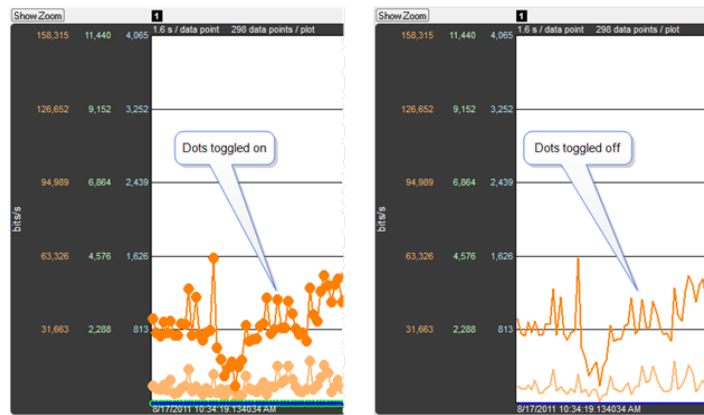 Show Zoom
1
1.6 s / data point 298 data points / plot
158,315 11,440 4,065
126,652 9,152 3,252
Dots toggled on
94,989 6,864 2,439
bits/s
63,326 4,576 1,626
31,663 2,288 813
8/17/2011 10:34:19.134034 AM
Show Zoom
1
1.6 s / data point 298 data points / plot
158,315 11,440 4,065
126,652 9,152 3,252
Dots toggled off
94,989 6,864 2,439
bits/s
63,326 4,576 1,626
31,663 2,288 813
8/17/2011 10:34:19.134034 AM